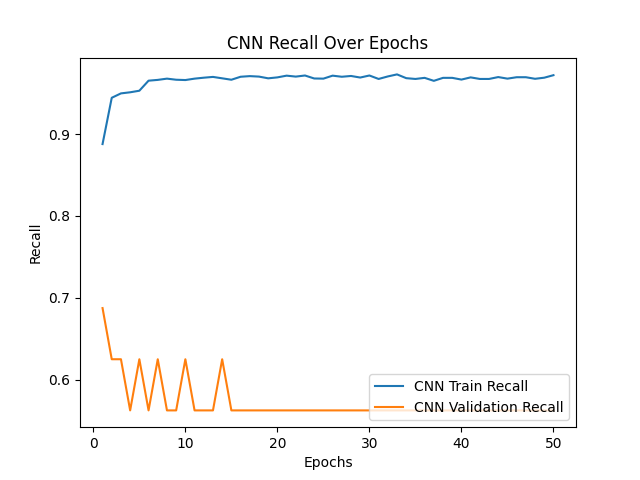 CNN Recall Over Epochs
Recall
0.9
0.8
0.7
0.6
CNN Train Recall
CNN Validation Recall
0 10 20 30 40 50
Epochs